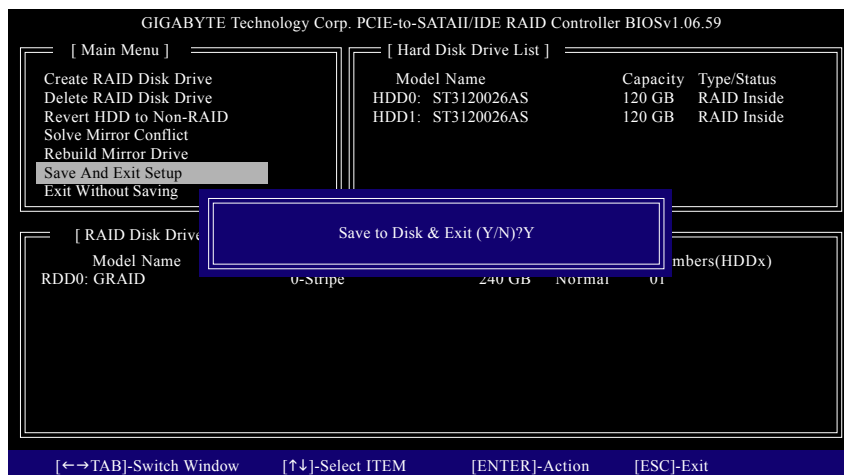 GIGABYTE Technology Corp. PCIE-to-SATAII/IDE RAID Controller BIOSv1.06.59
[ Main Menu ]
Create RAID Disk Drive
Delete RAID Disk Drive
Revert HDD to Non-RAID
Solve Mirror Conflict
Rebuild Mirror Drive
Save And Exit Setup
Exit Without Saving
[ Hard Disk Drive List ]
Model Name Capacity Type/Status
HDD0: ST3120026AS 120 GB RAID Inside
HDD1: ST3120026AS 120 GB RAID Inside
Save to Disk & Exit (Y/N)?Y
[ RAID Disk Drive
Model Name mbers(HDDx)
RDD0: GRAID 0-Stripe 240 GB Normal 01
[←→TAB]-Switch Window [↑↓]-Select ITEM [ENTER]-Action [ESC]-Exit